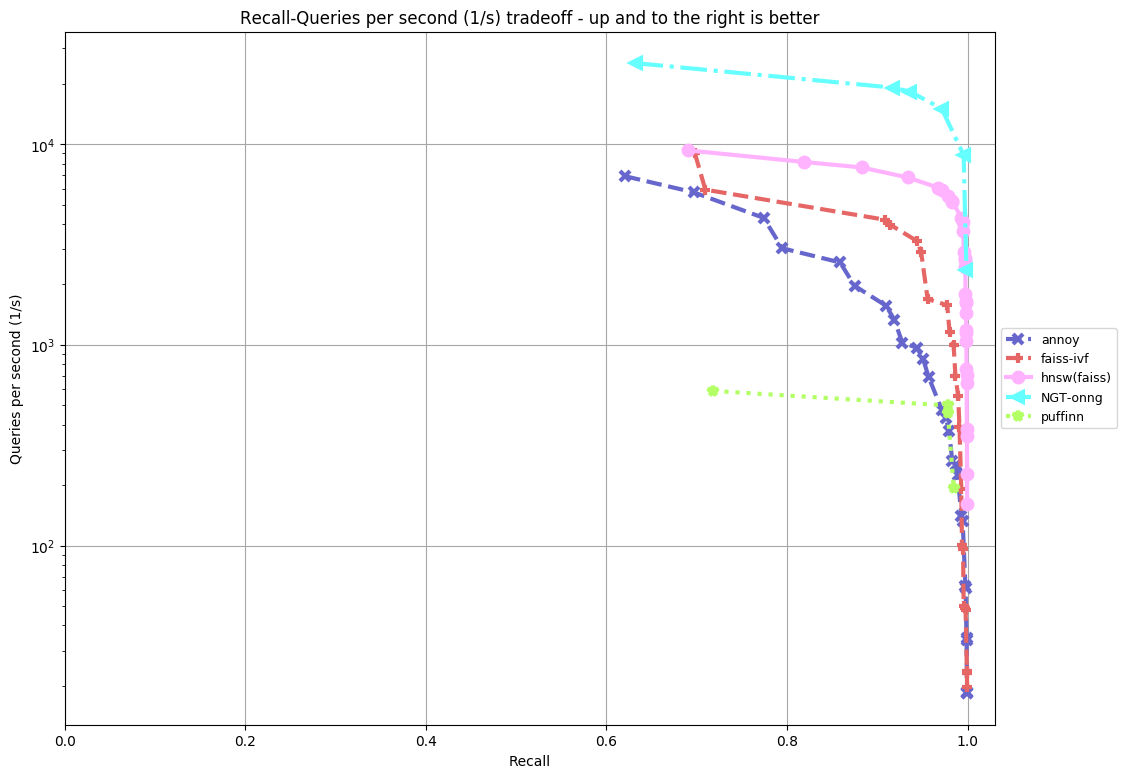 Recall-Queries per second (1/s) tradeoff - up and to the right is better
Queries per second (1/s)
10^4
10^3
10^2
0.0 0.2 0.4 0.6 0.8 1.0
Recall
annoy
faiss-ivf
hnsw(faiss)
NGT-onng
puffinn